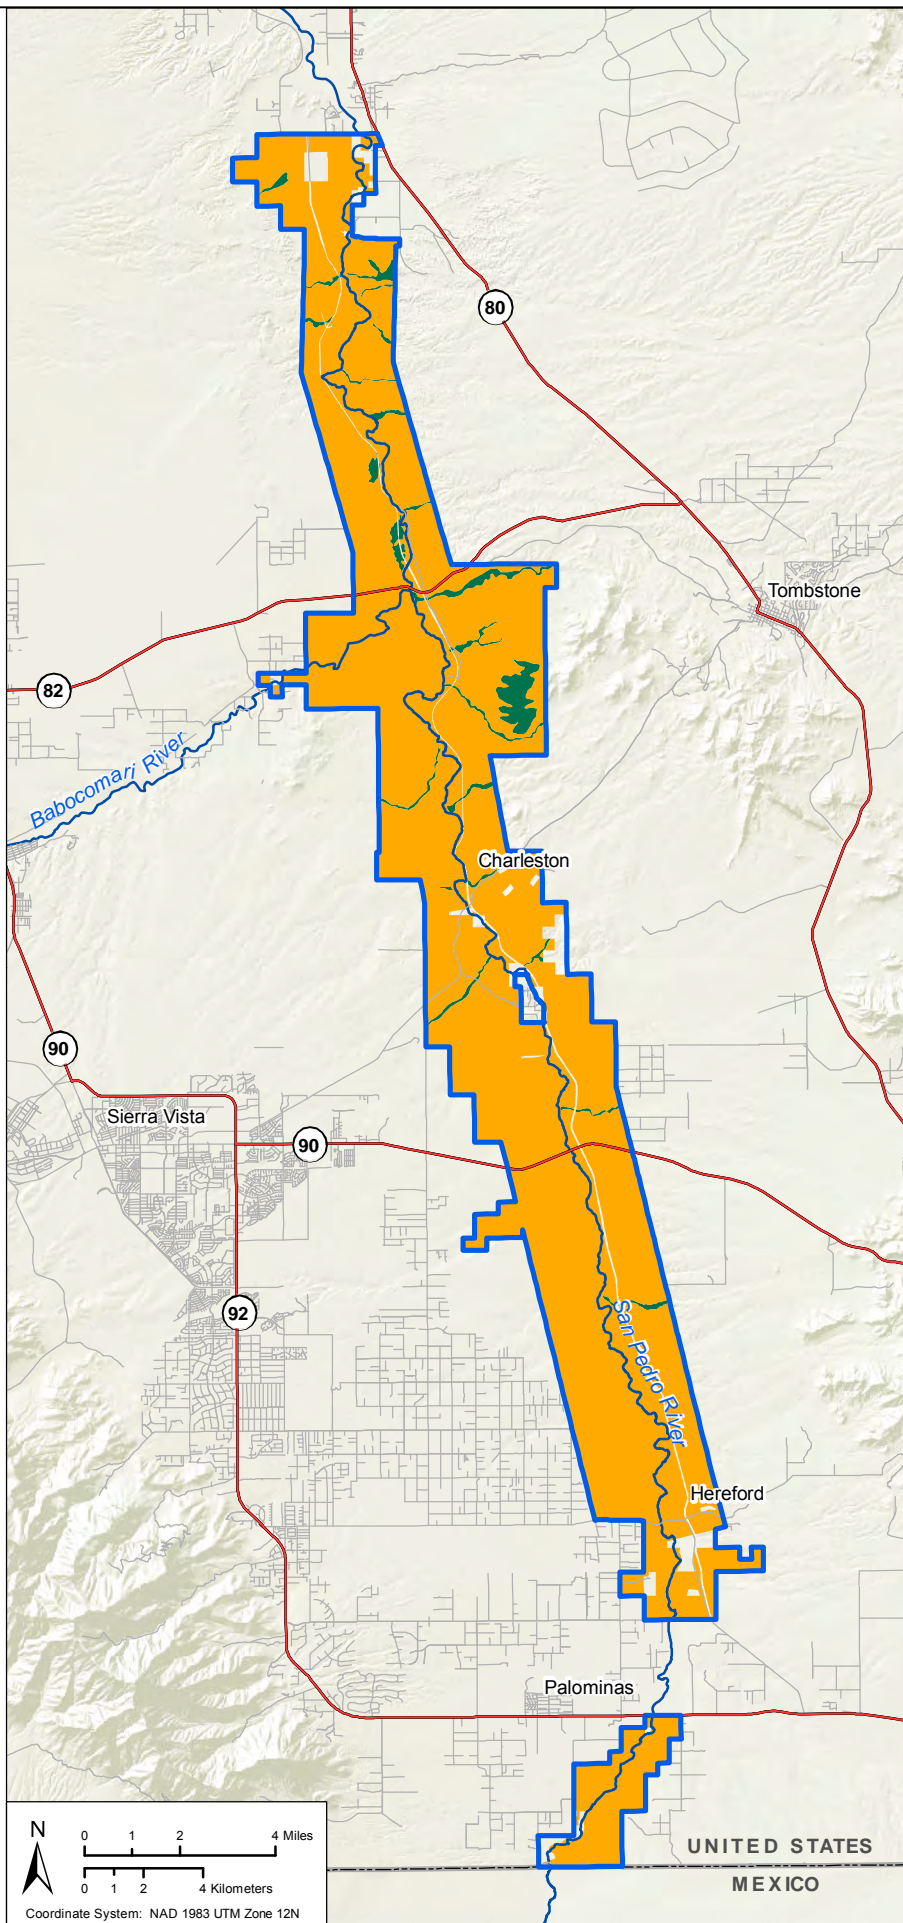 80
Tombstone
82
Babocomari River
Charleston
90
Sierra Vista
90
92
San Pedro River
Hereford
Palominas
N
0 1 2 4 Miles
0 1 2 4 Kilometers
Coordinate System: NAD 1983 UTM Zone 12N
UNITED STATES
MEXICO